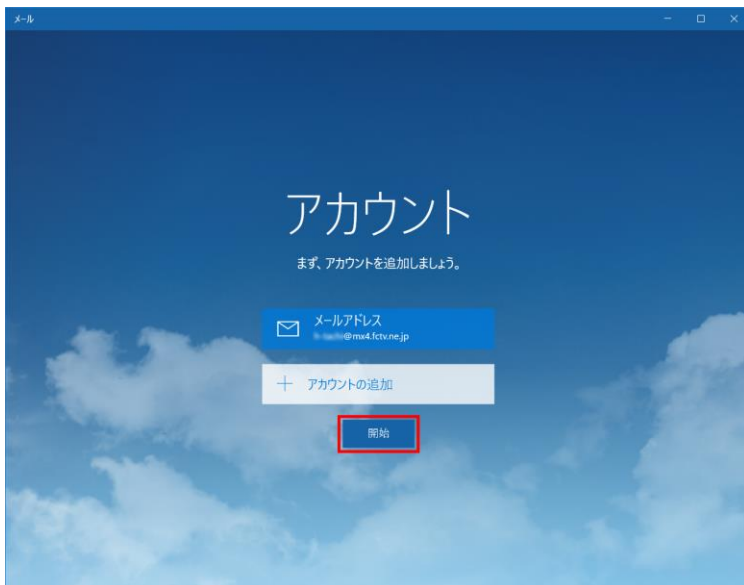 メール
アカウント
まず、アカウントを追加しましょう。
メールアドレス
@mx4.fctv.ne.jp
アカウントの追加
開始